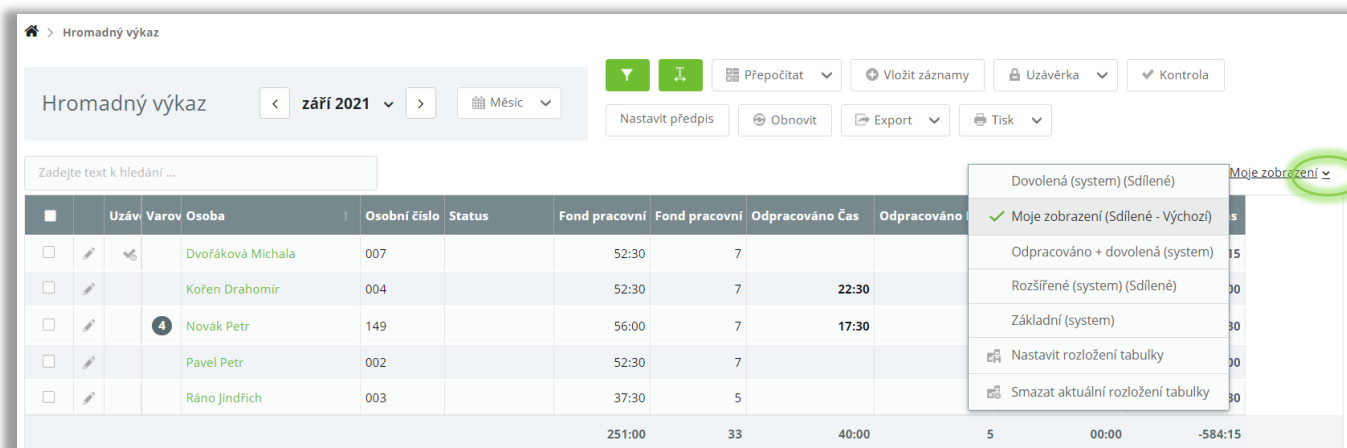 Hromadný výkaz
Hromadný výkaz
září 2021
Měsíc
Přepočítat
Vložit záznamy
Uzávěrka
Kontrola
Nastavit předpis
Obnovit
Export
Tisk
Zadejte text k hledání ...
Moje zobrazení
Dovolená (system) (Sdílené)
Moje zobrazení (Sdílené - Výchozí)
Odpracováno + dovolená (system)
Rozšířené (system) (Sdílené)
Základní (system)
Nastavit rozložení tabulky
Smazat aktuální rozložení tabulky
Uzáv Varov Osoba Osobní číslo Status Fond pracovní Fond pracovní Odpracováno Čas Odpracováno
Dvořáková Michala 007 52:30 7 15
Kořen Drahomír 004 52:30 7 22:30 00
4 Novák Petr 149 56:00 7 17:30 30
Pavel Petr 002 52:30 7 00
Ráno Jindřich 003 37:30 5 30
251:00 33 40:00 5 00:00 -584:15